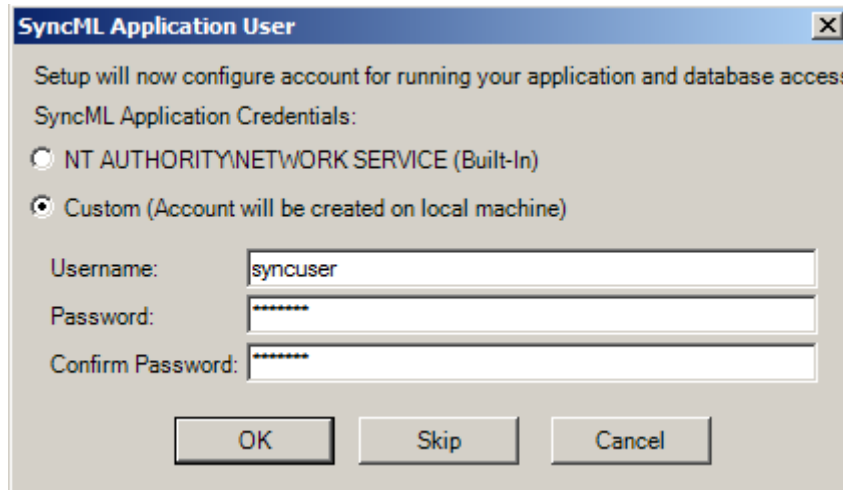 SyncML Application User
Setup will now configure account for running your application and database acces
SyncML Application Credentials:
NT AUTHORITY\NETWORK SERVICE (Built-In)
Custom (Account will be created on local machine)
Username: syncuser
Password: *******
Confirm Password: *******
OK Skip Cancel